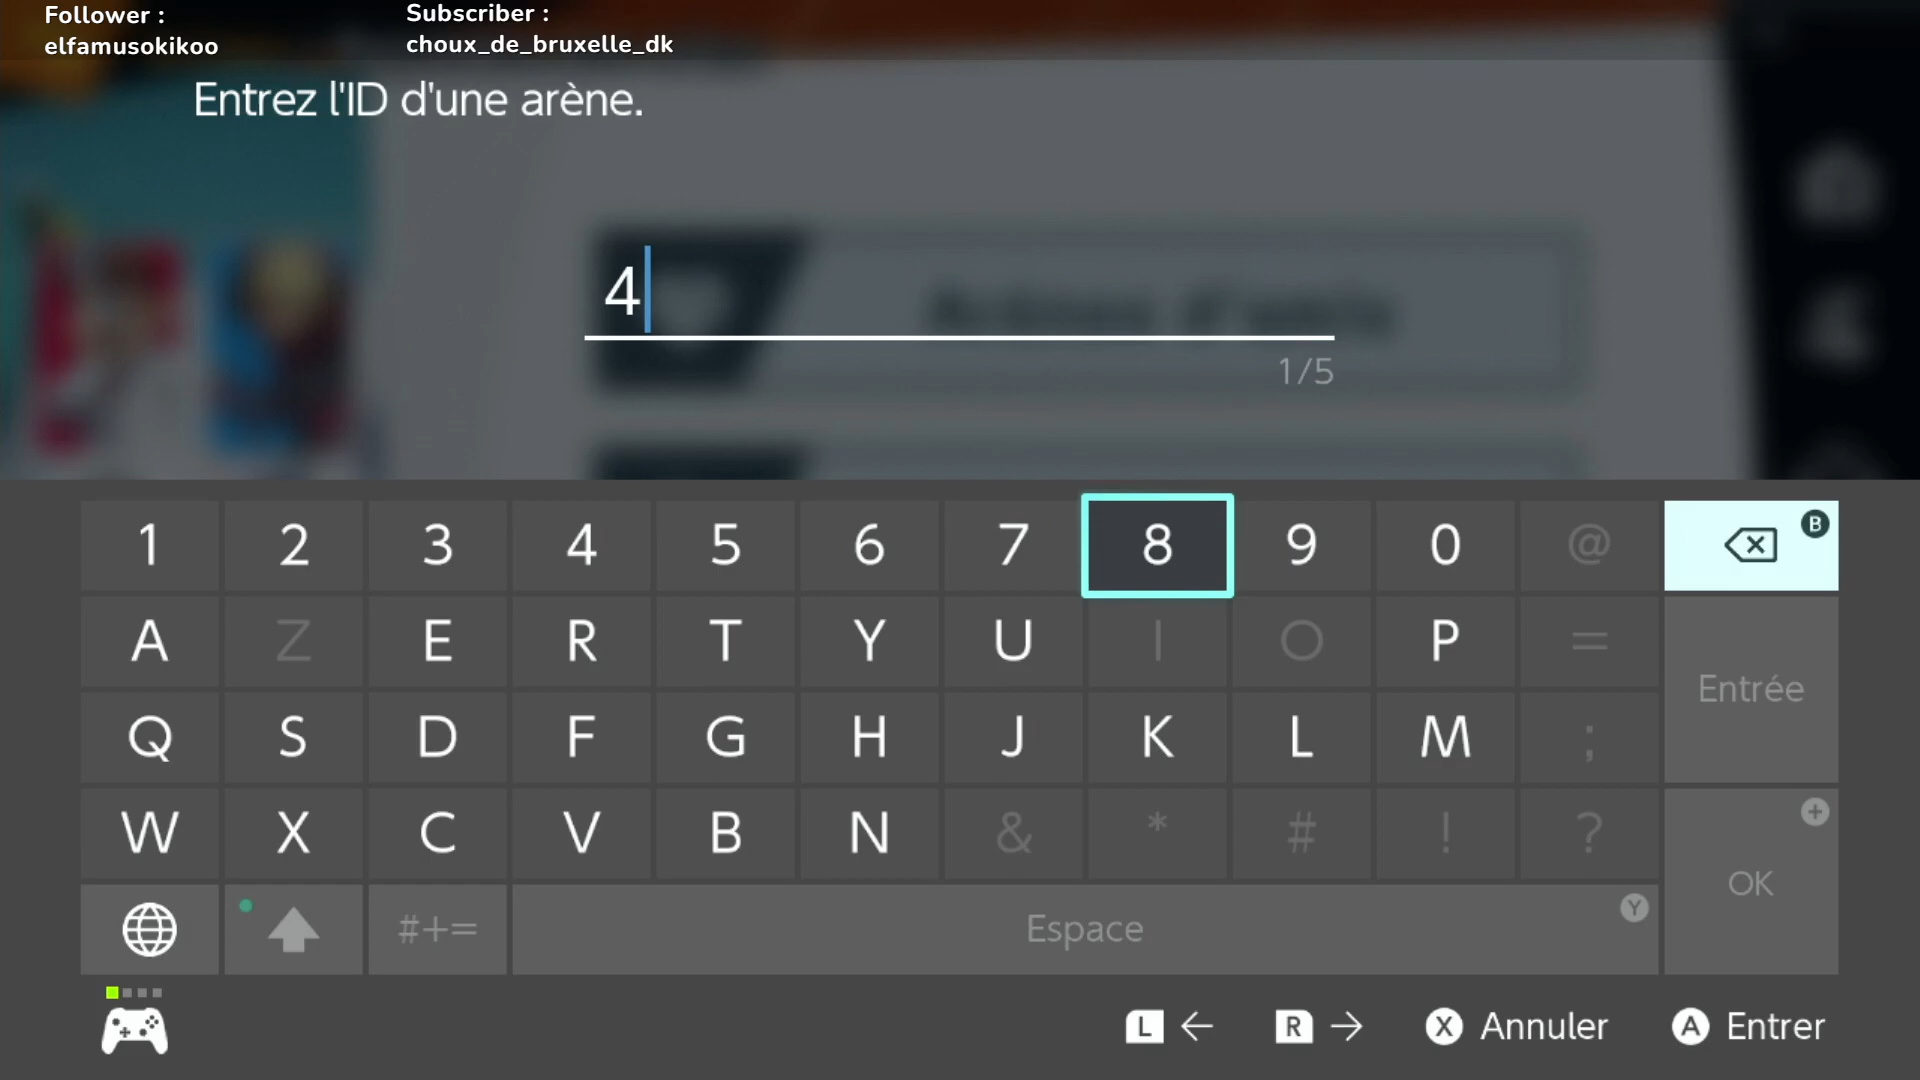 Follower :
elfamusokikoo
Subscriber :
choux_de_bruxelle_dk
Entrez l'ID d'une arène.
4
1/5
1 2 3 4 5 6 7 8 9 0 @ B
A Z E R T Y U I O P =
Entrée
Q S D F G H J K L M ;
W X C V B N & * # ! ?
OK
#+= Espace Y
L ← R → X Annuler A Entrer